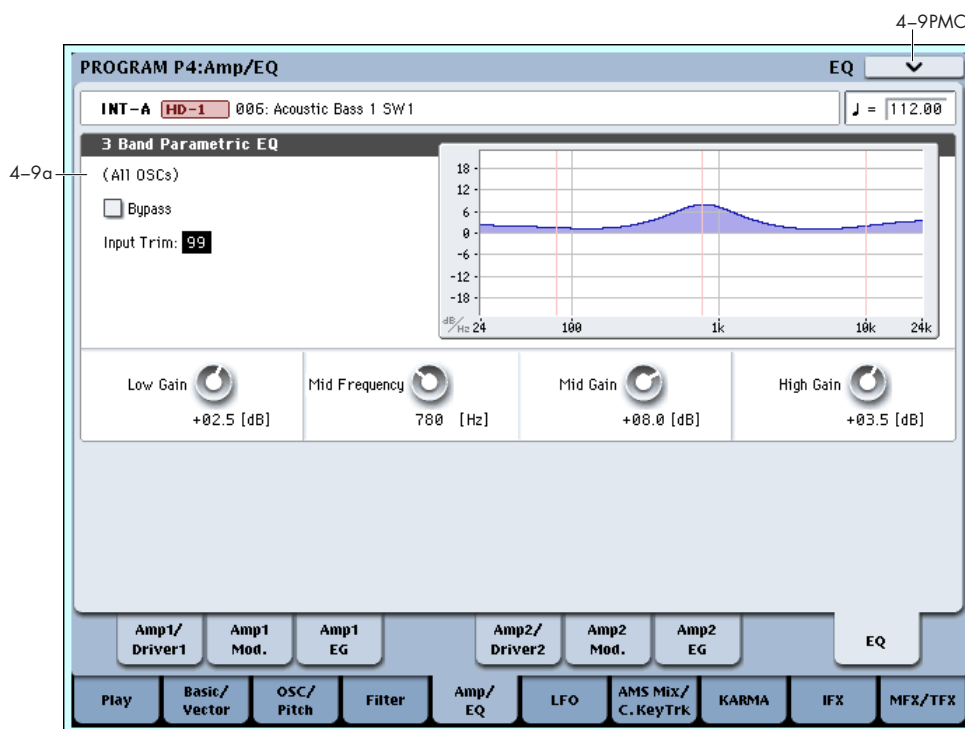 4–9PMC
PROGRAM P4:Amp/EQ
EQ
INT-A HD-1 006: Acoustic Bass 1 SW1
♩ = 112.00
3 Band Parametric EQ
4–9a
(All OSCs)
Bypass
Input Trim: 99
18
12
6
0
-6
-12
-18
dB/Hz 24 100 1k 10k 24k
Low Gain
+02.5 [dB]
Mid Frequency
780 [Hz]
Mid Gain
+08.0 [dB]
High Gain
+03.5 [dB]
Amp1/
Driver1
Amp1
Mod.
Amp1
EG
Amp2/
Driver2
Amp2
Mod.
Amp2
EG
EQ
Play
Basic/
Vector
OSC/
Pitch
Filter
Amp/
EQ
LFO
AMS Mix/
C.KeyTrk
KARMA
IFX
MFX/TFX